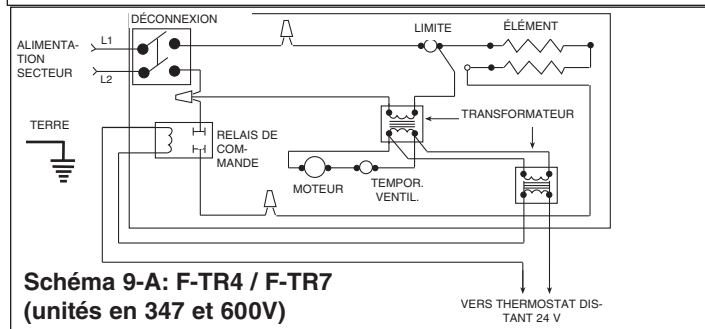 DÉCONNEXION
LIMITE
ÉLÉMENT
ALIMENTA-
TION
SECTEUR
L1
L2
TERRE
RELAIS DE
COM-
MANDE
TRANSFORMATEUR
MOTEUR
TEMPOR.
VENTIL.
Schéma 9-A: F-TR4 / F-TR7
(unités en 347 et 600V)
VERS THERMOSTAT DIS-
TANT 24 V